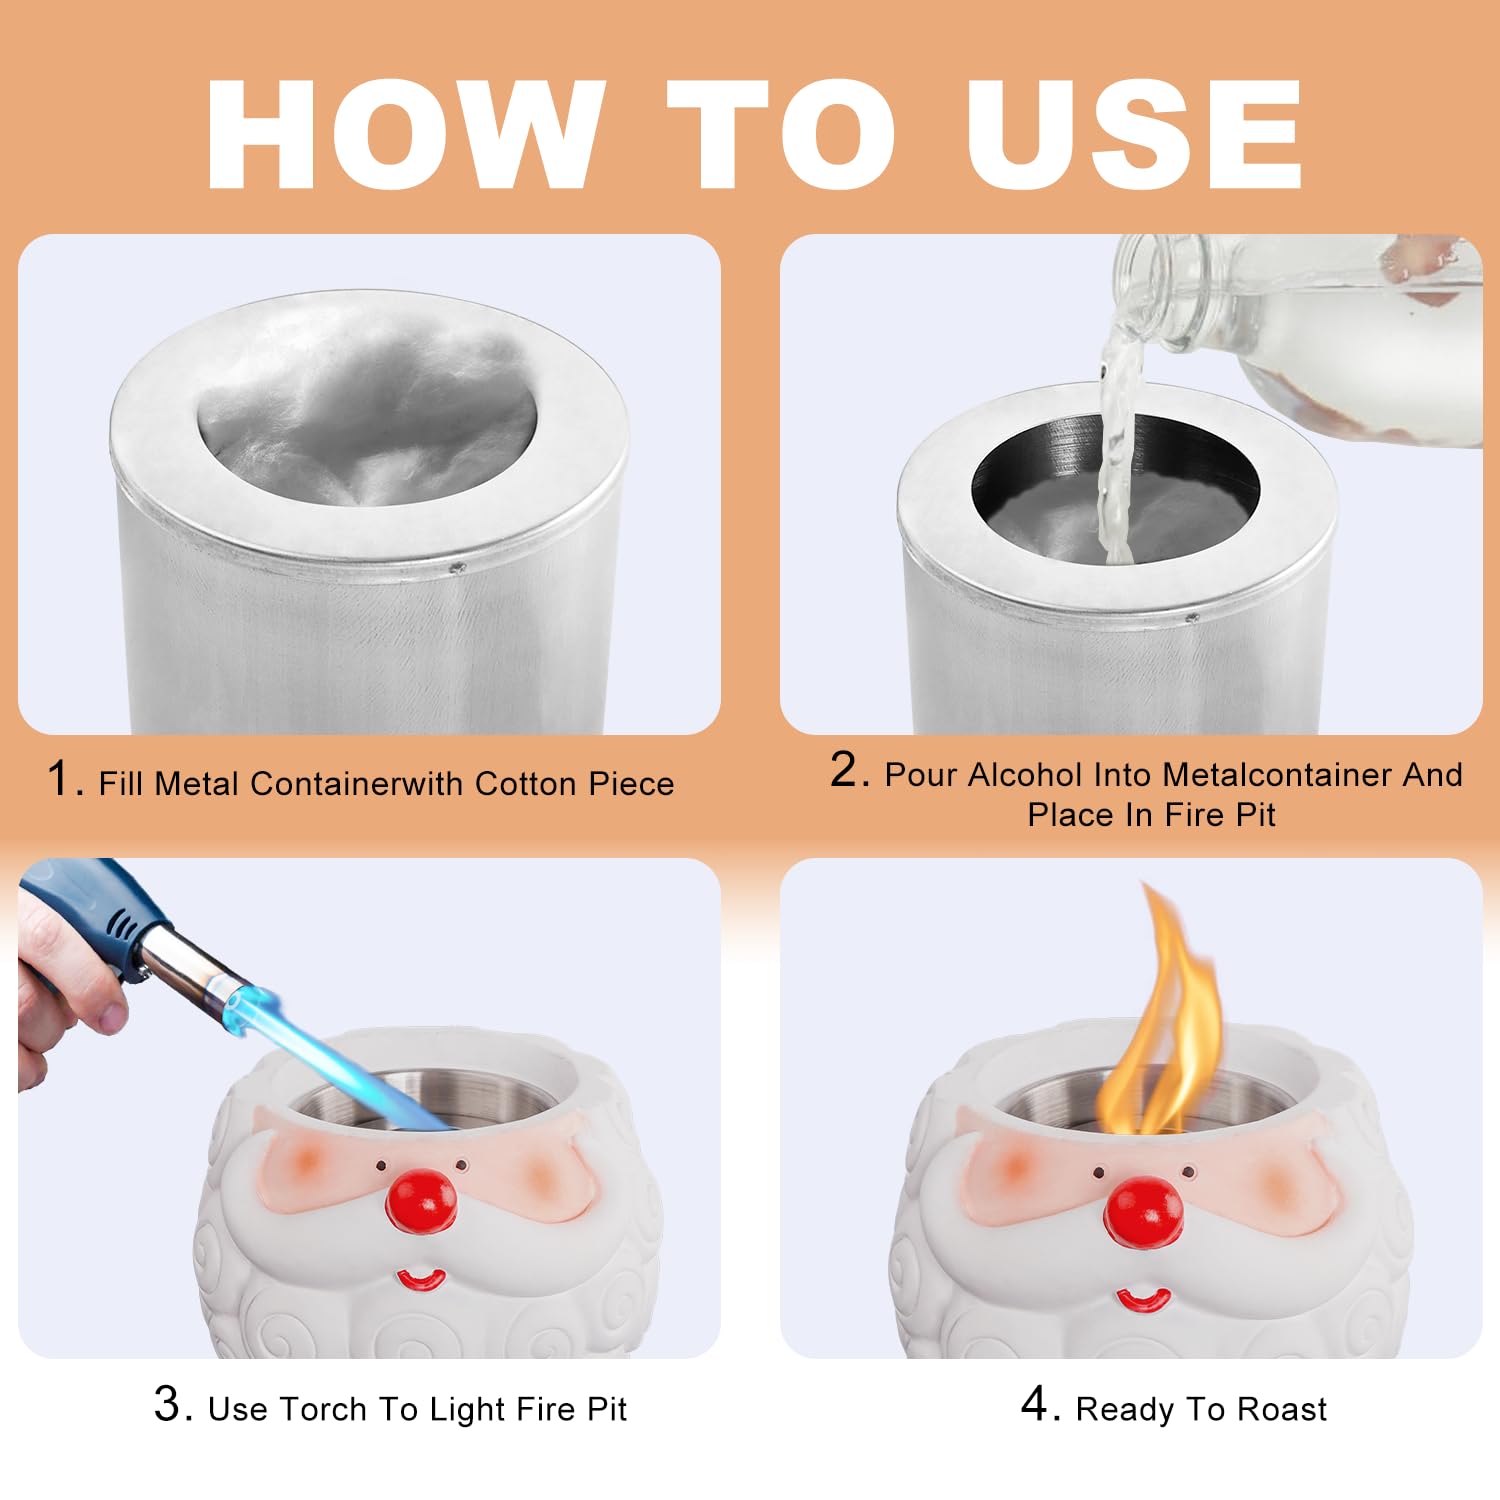 HOW TO USE
1. Fill Metal Containerwith Cotton Piece
2. Pour Alcohol Into Metalcontainer And
Place In Fire Pit
3. Use Torch To Light Fire Pit
4. Ready To Roast